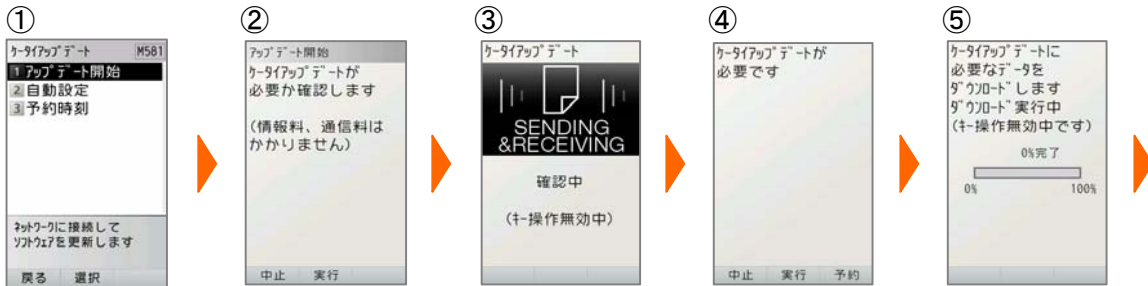 ①
ｹｰﾀｲｱｯﾌﾟﾃﾞｰﾄ M581
1 ｱｯﾌﾟﾃﾞｰﾄ開始
2 自動設定
3 予約時刻
ﾈｯﾄﾜｰｸに接続して
ｿﾌﾄｳｪｱを更新します
戻る 選択
②
ｱｯﾌﾟﾃﾞｰﾄ開始
ｹｰﾀｲｱｯﾌﾟﾃﾞｰﾄが
必要か確認します
(情報料、通信料は
かかりません)
中止 実行
③
ｹｰﾀｲｱｯﾌﾟﾃﾞｰﾄ
SENDING
&RECEIVING
確認中
(ｷｰ操作無効中)
④
ｹｰﾀｲｱｯﾌﾟﾃﾞｰﾄが
必要です
中止 実行 予約
⑤
ｹｰﾀｲｱｯﾌﾟﾃﾞｰﾄに
必要なﾃﾞｰﾀを
ﾀﾞｳﾝﾛｰﾄﾞします
ﾀﾞｳﾝﾛｰﾄﾞ実行中
(ｷｰ操作無効中です)
0%完了
0% 100%